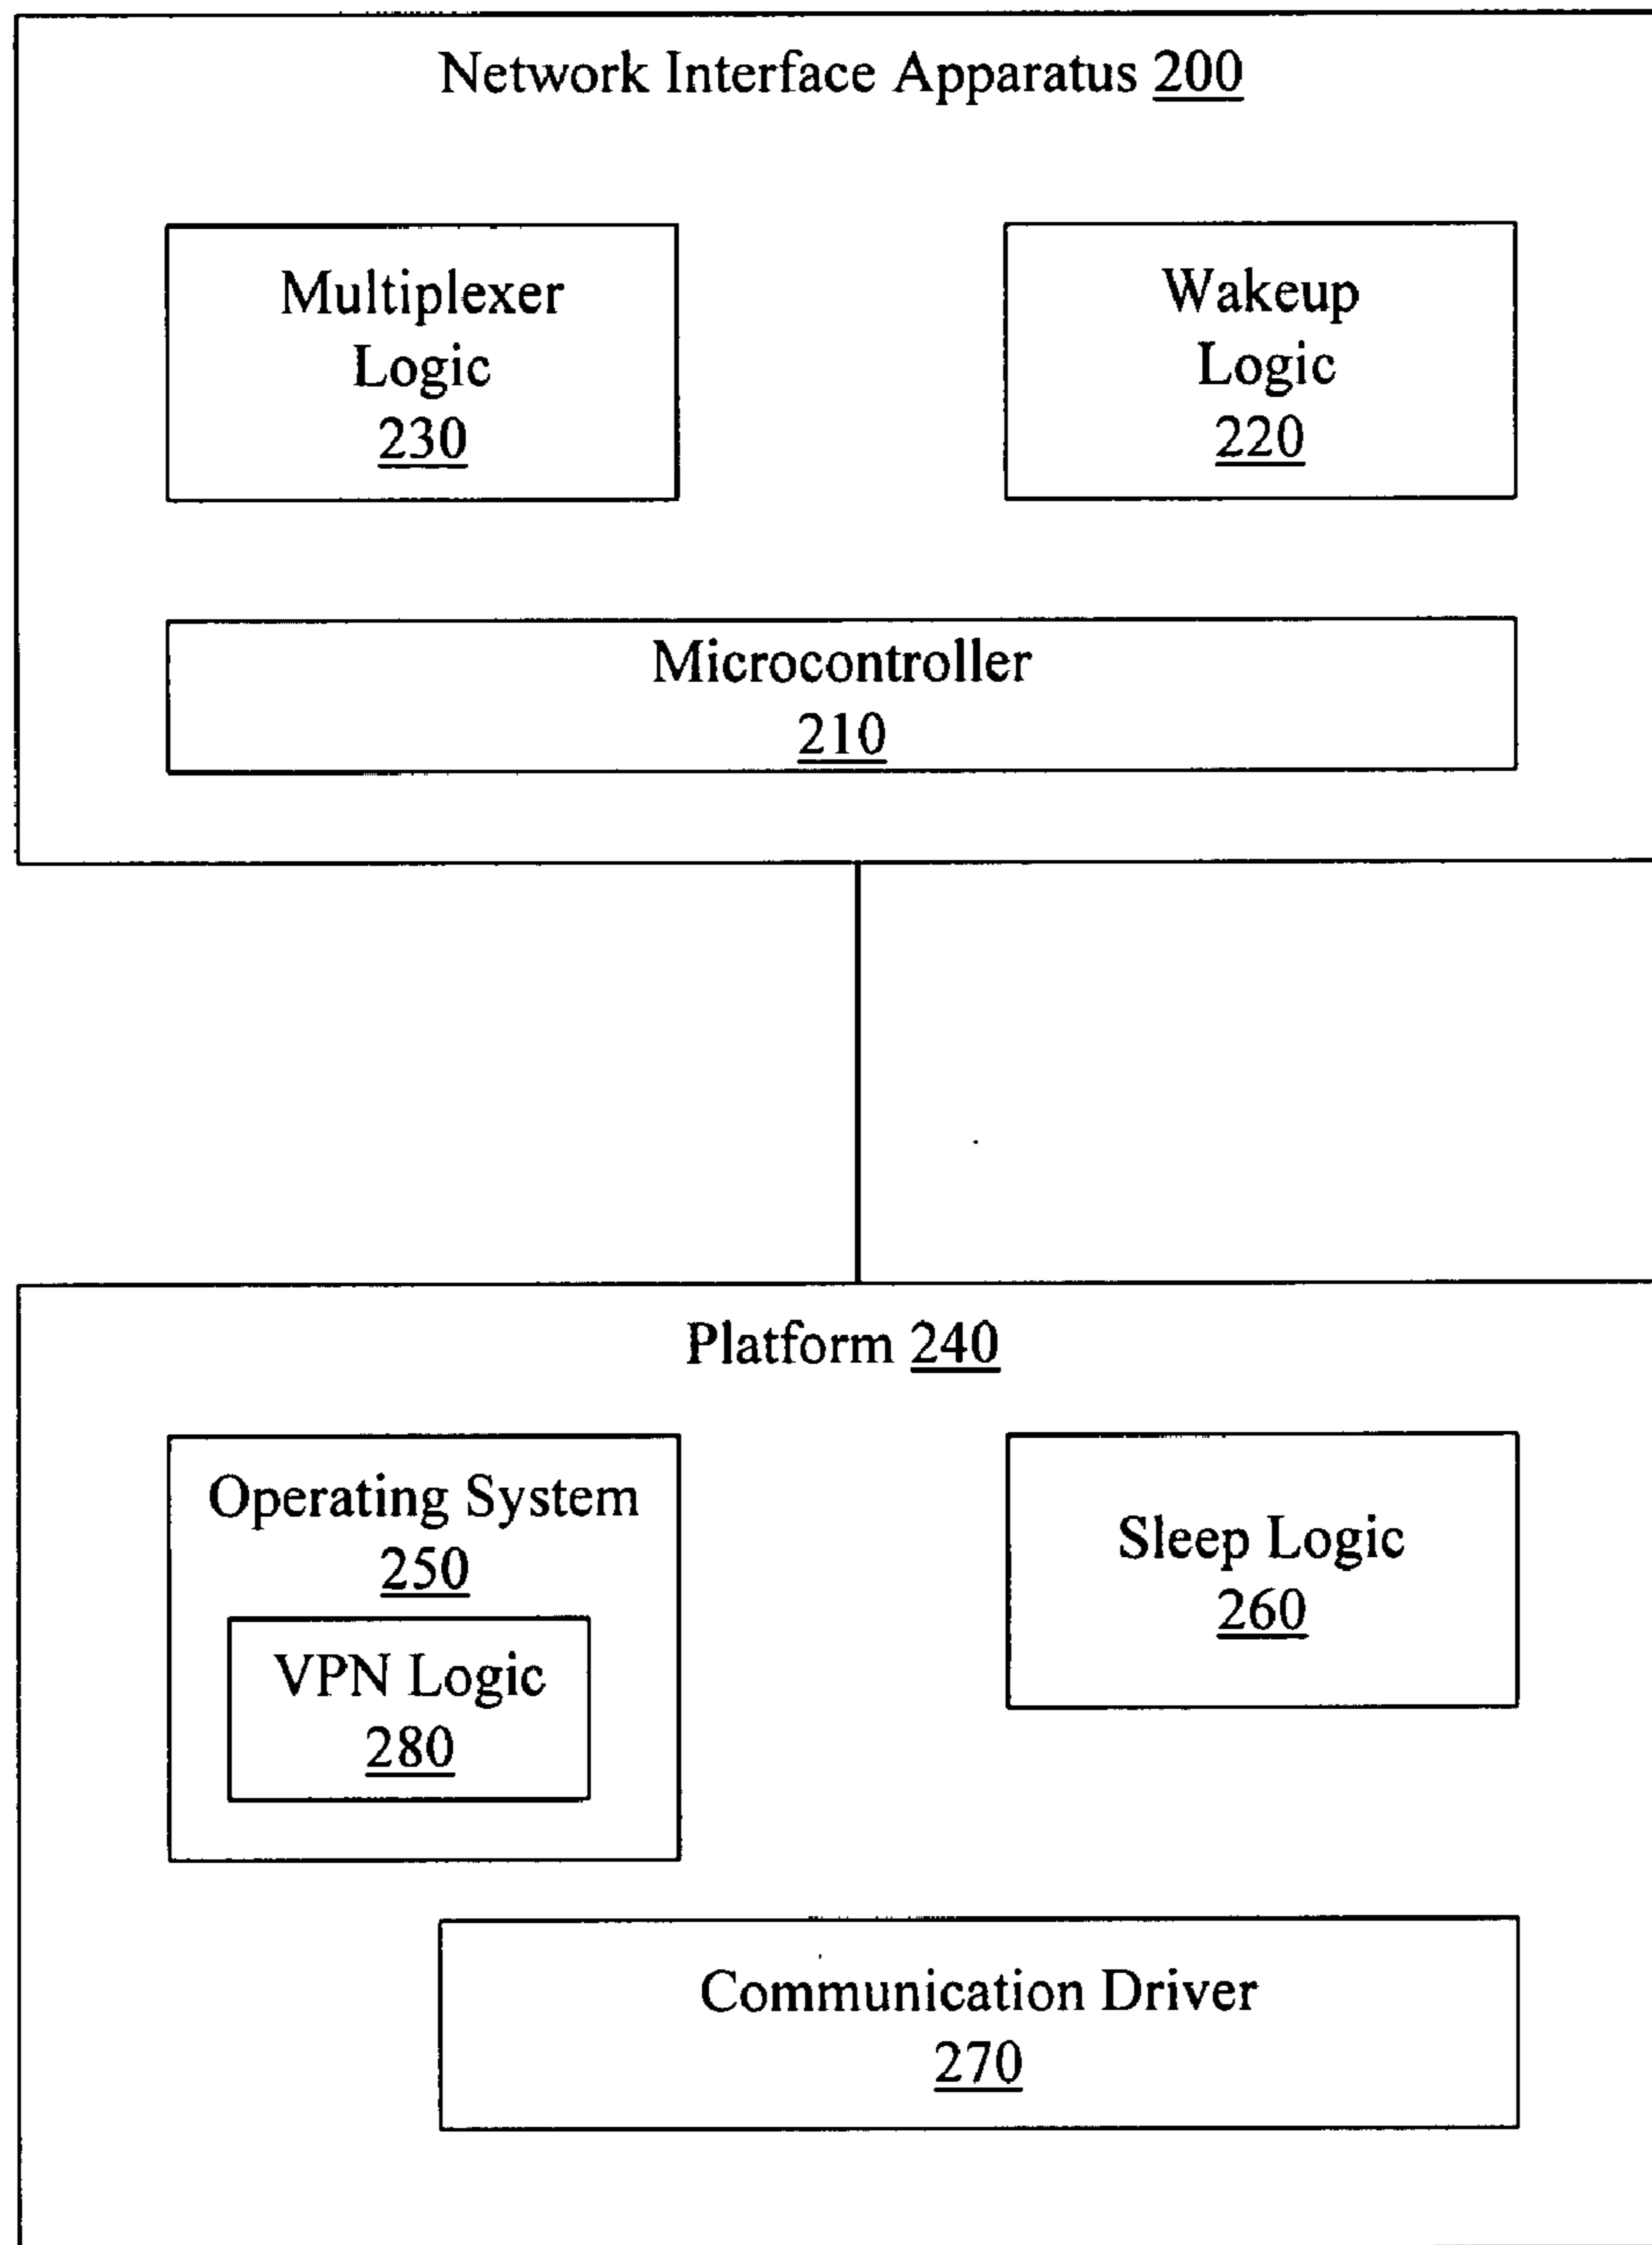 Network Interface Apparatus 200
Multiplexer
Logic
230
Wakeup
Logic
220
Microcontroller
210
Platform 240
Operating System
250
VPN Logic
280
Sleep Logic
260
Communication Driver
270